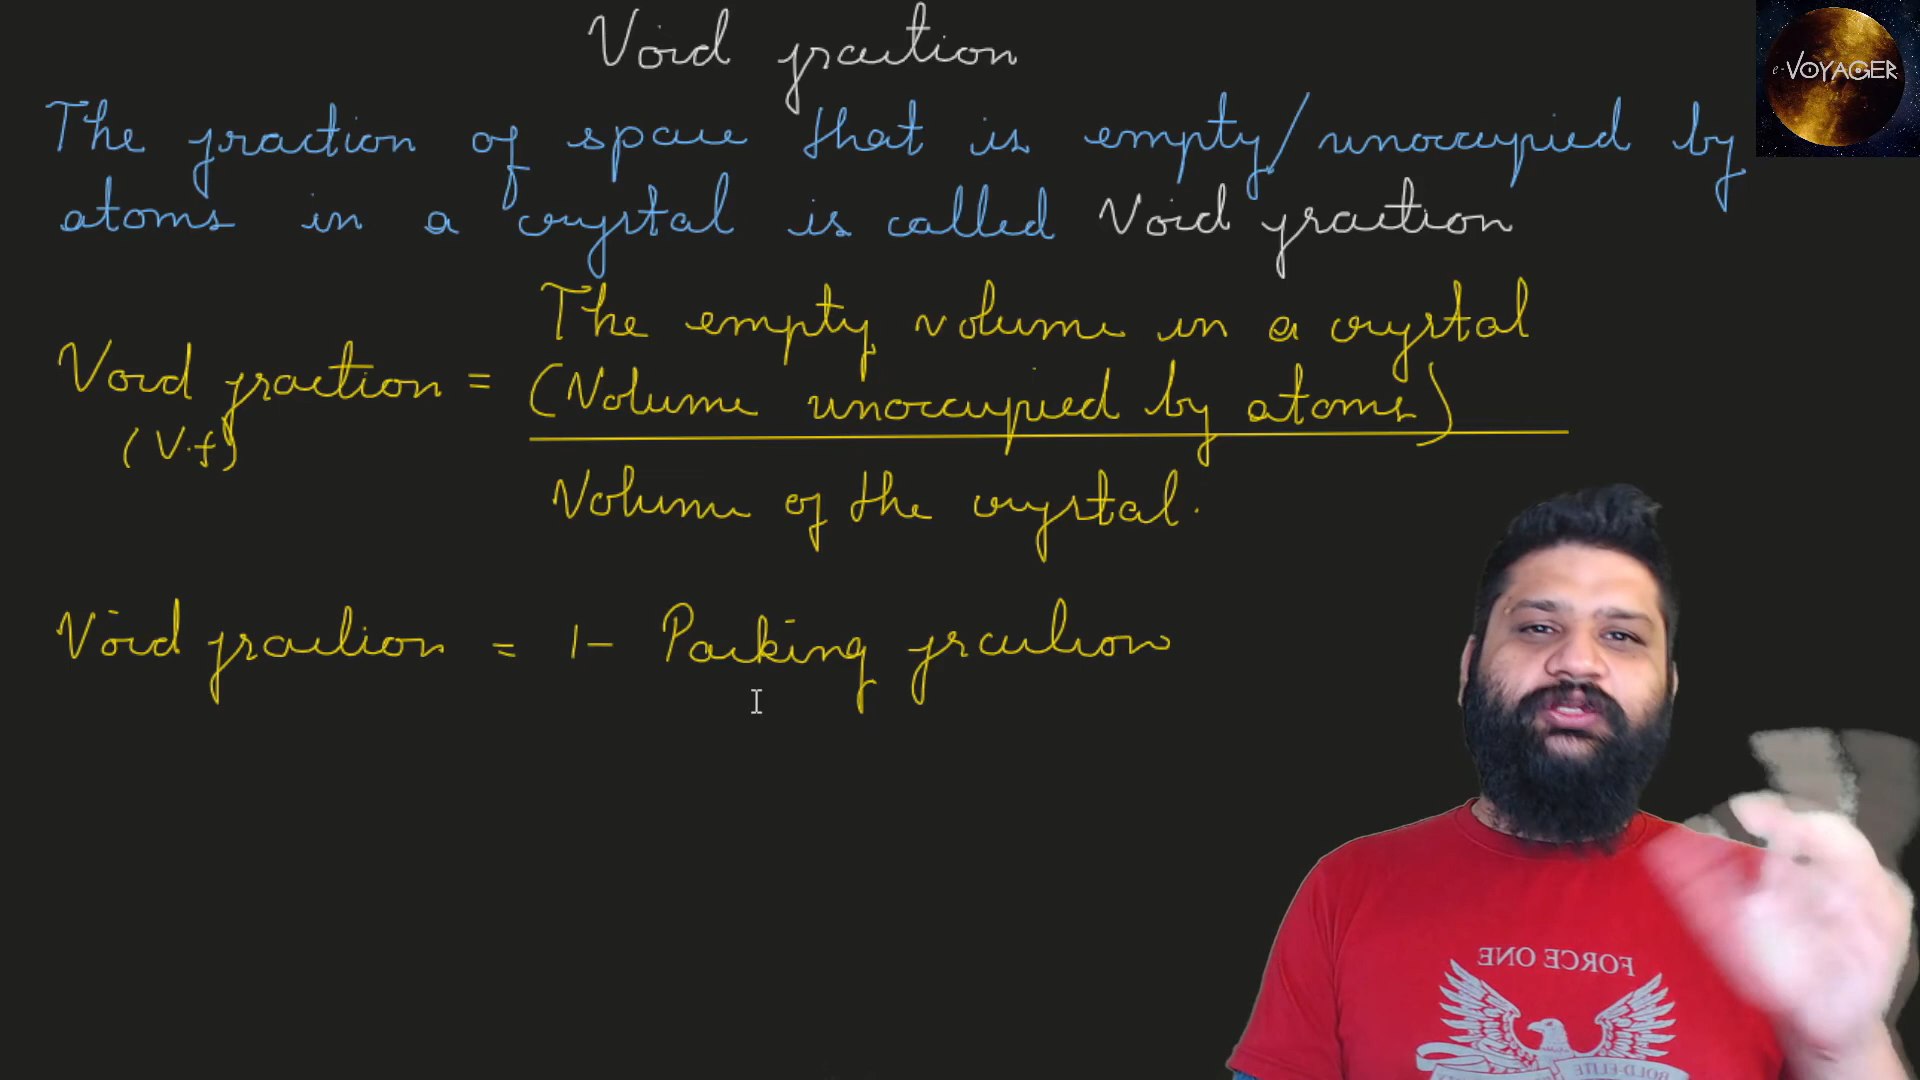 Void fraction
e-VOYAGER
The fraction of space that is empty/unoccupied by
atoms in a crystal is called Void fraction
The empty volume in a crystal
Void fraction = (Volume unoccupied by atoms)
(V.f)
Volume of the crystal.
Void fraction = 1- Packing fraction
FORCE ONE
BOLD-ELITE